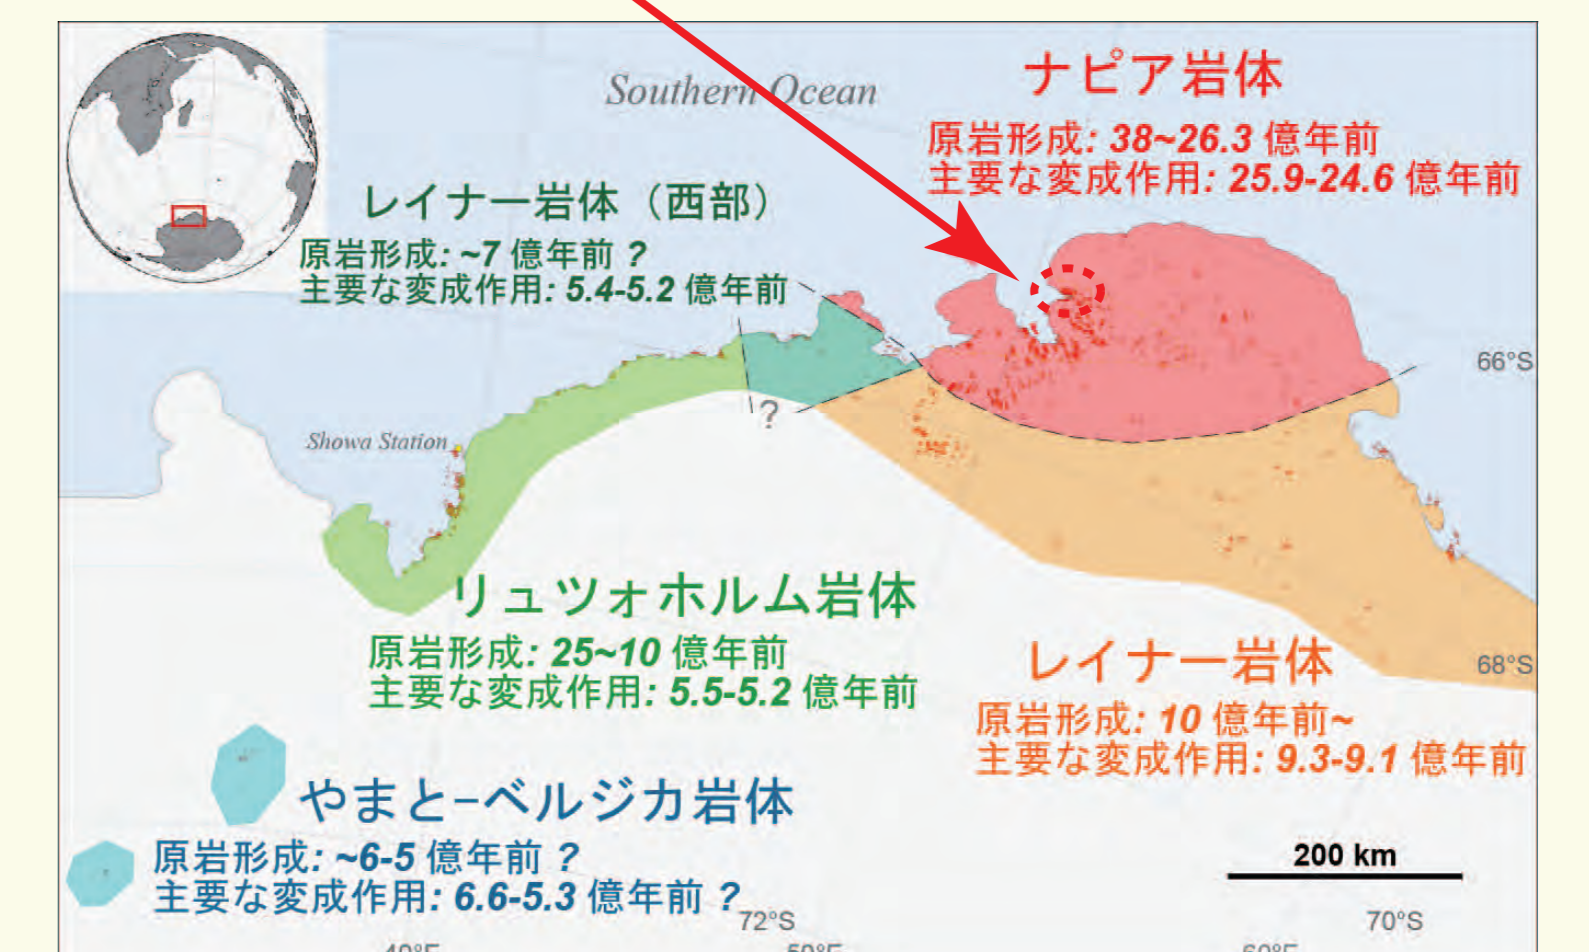 Southern Ocean
ナピア岩体
原岩形成: 38~26.3 億年前
主要な変成作用: 25.9-24.6 億年前
レイナー岩体（西部）
原岩形成: ~7 億年前 ?
主要な変成作用: 5.4-5.2 億年前
66°S
?
Showa Station
リュツォホルム岩体
原岩形成: 25~10 億年前
主要な変成作用: 5.5-5.2 億年前
レイナー岩体
68°S
原岩形成: 10 億年前~
主要な変成作用: 9.3-9.1 億年前
やまと-ベルジカ岩体
原岩形成: ~6-5 億年前 ?
主要な変成作用: 6.6-5.3 億年前 ?
200 km
72°S
70°S